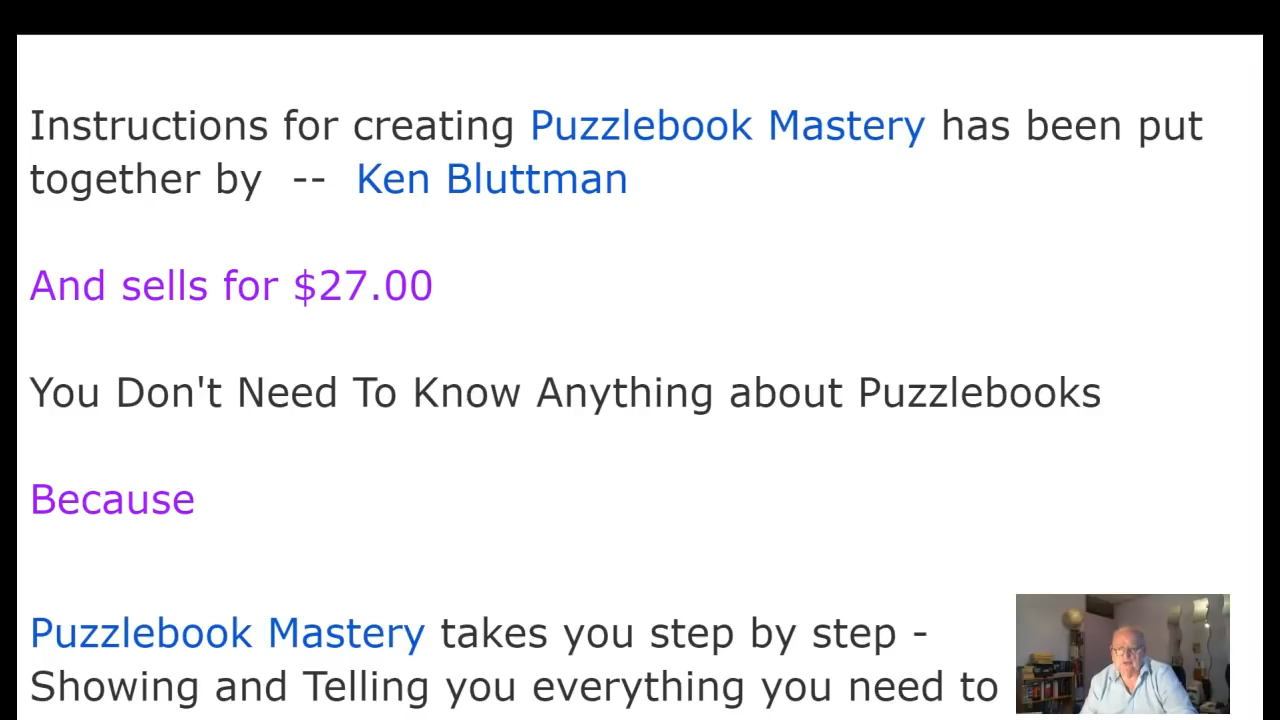 Instructions for creating Puzzlebook Mastery has been put
together by -- Ken Bluttman
And sells for $27.00
You Don't Need To Know Anything about Puzzlebooks
Because
Puzzlebook Mastery takes you step by step -
Showing and Telling you everything you need to